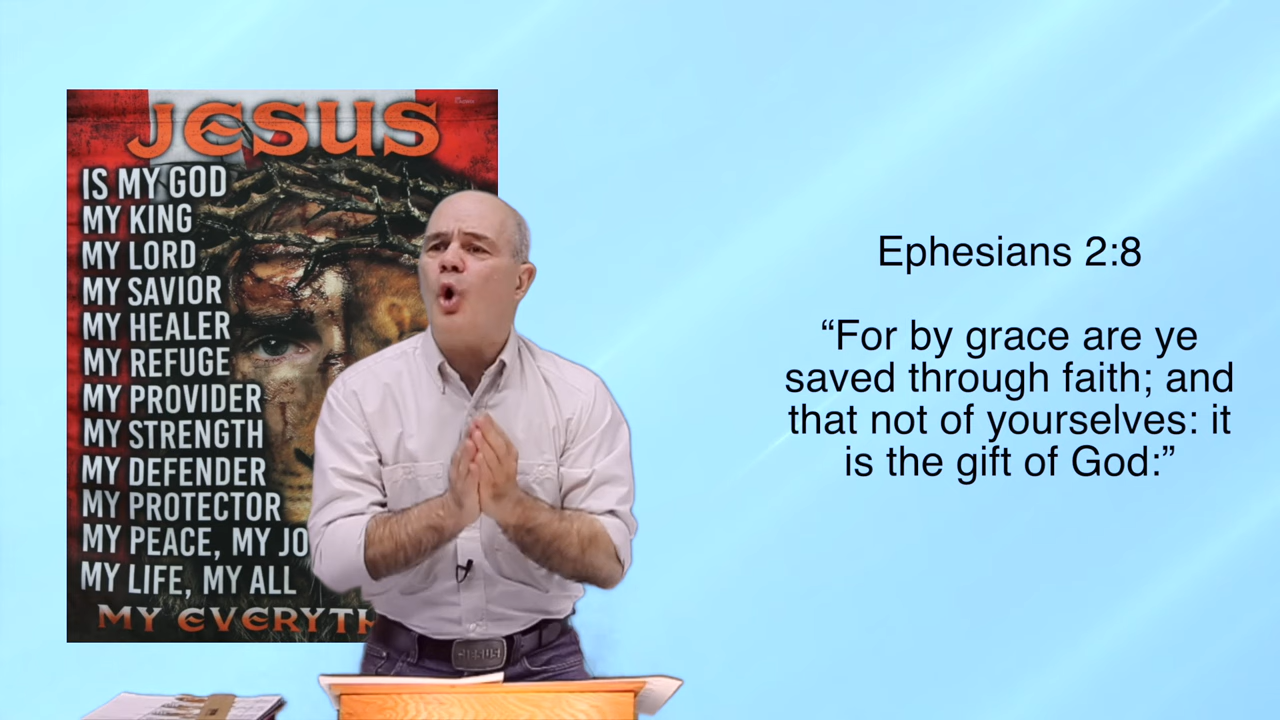 JESUS
IS MY GOD
MY KING
MY LORD
MY SAVIOR
MY HEALER
MY REFUGE
MY PROVIDER
MY STRENGTH
MY DEFENDER
MY PROTECTOR
MY PEACE, MY JO
MY LIFE, MY ALL
MY EVERYTH
JESUS
Ephesians 2:8
“For by grace are ye
saved through faith; and
that not of yourselves: it
is the gift of God:”